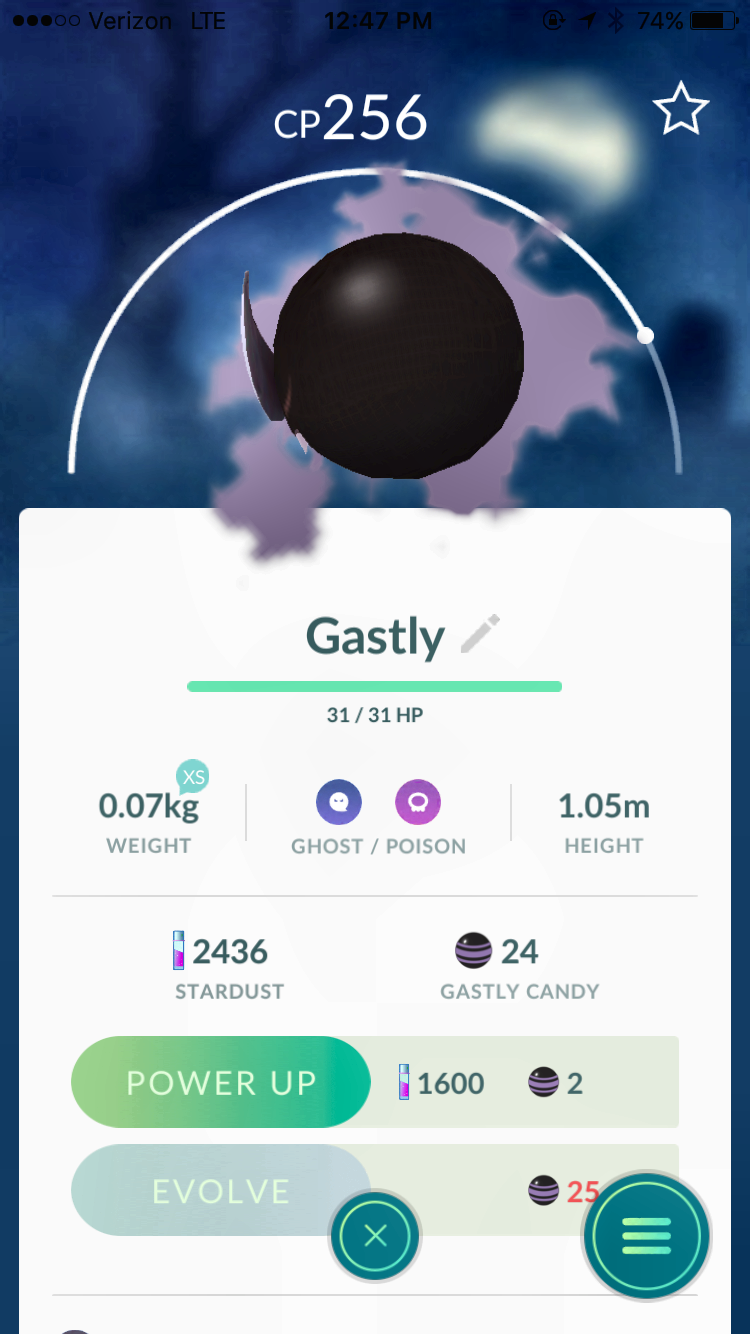 Verizon LTE 12:47 PM 74%
CP256
Gastly
31 / 31 HP
XS
0.07kg 1.05m
WEIGHT GHOST / POISON HEIGHT
2436 24
STARDUST GASTLY CANDY
POWER UP 1600 2
EVOLVE 25